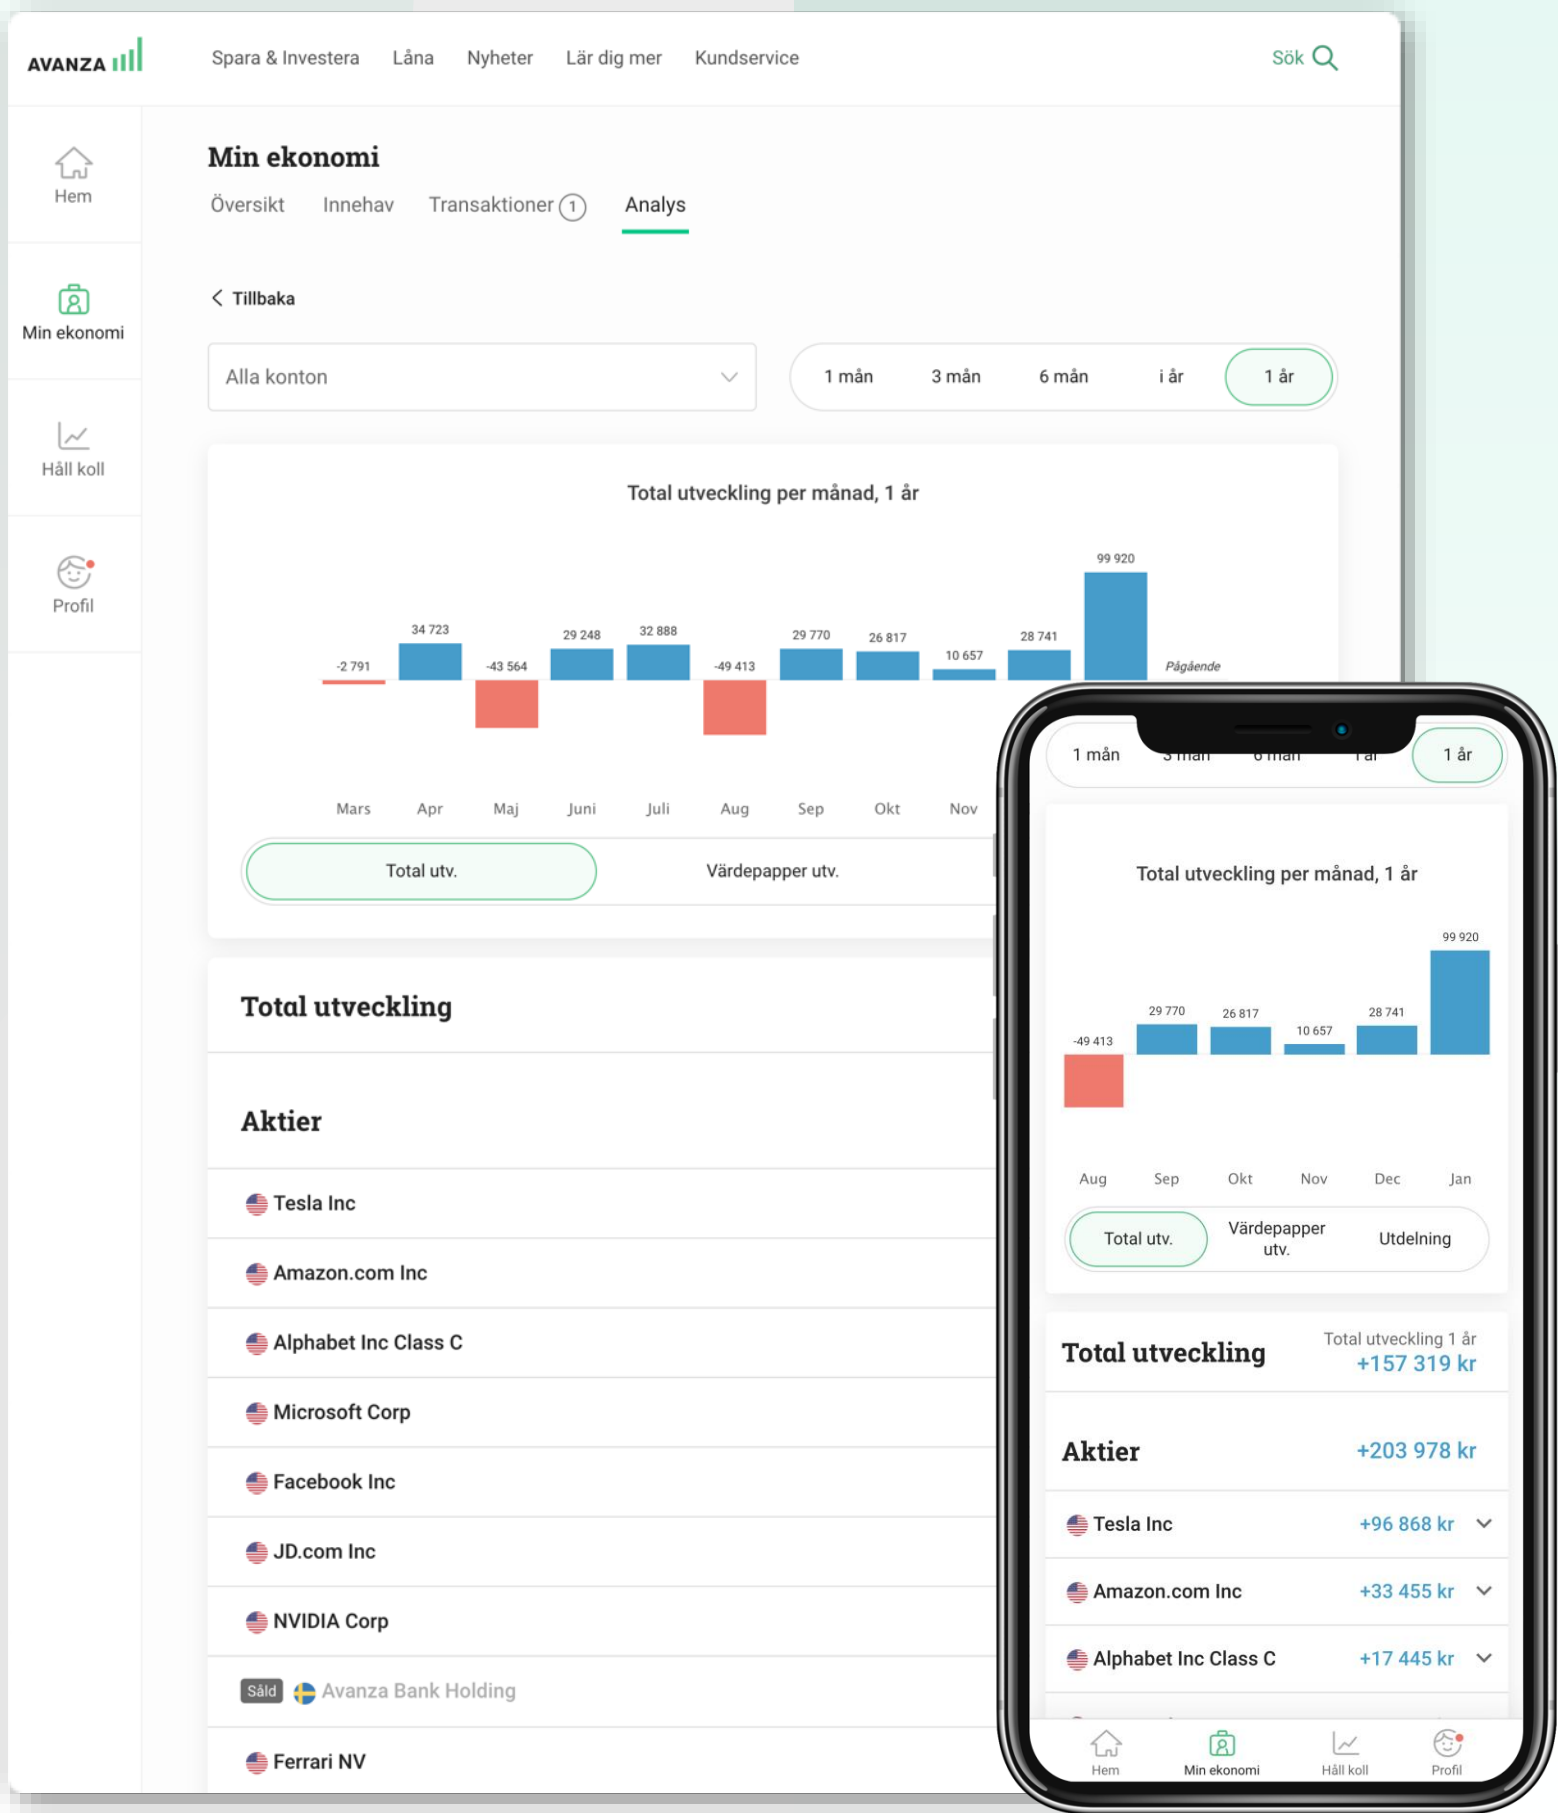 AVANZA
Spara & Investera Låna Nyheter Lär dig mer Kundservice Sök
Hem
Min ekonomi
Håll koll
Profil
Min ekonomi
Översikt Innehav Transaktioner 1 Analys
Tillbaka
Alla konton
1 mån 3 mån 6 mån i år 1 år
Total utveckling per månad, 1 år
-2 791 34 723 -43 564 29 248 32 888 -49 413 29 770 26 817 10 657 28 741 99 920 Pågående
Mars Apr Maj Juni Juli Aug Sep Okt Nov
Total utv. Värdepapper utv.
Total utveckling
Aktier
Tesla Inc
Amazon.com Inc
Alphabet Inc Class C
Microsoft Corp
Facebook Inc
JD.com Inc
NVIDIA Corp
Såld Avanza Bank Holding
Ferrari NV
1 mån 3 mån 6 mån i år 1 år
Total utveckling per månad, 1 år
-49 413 29 770 26 817 10 657 28 741 99 920
Aug Sep Okt Nov Dec Jan
Total utv. Värdepapper utv. Utdelning
Total utveckling
Total utveckling 1 år
+157 319 kr
Aktier +203 978 kr
Tesla Inc +96 868 kr
Amazon.com Inc +33 455 kr
Alphabet Inc Class C +17 445 kr
Hem Min ekonomi Håll koll Profil